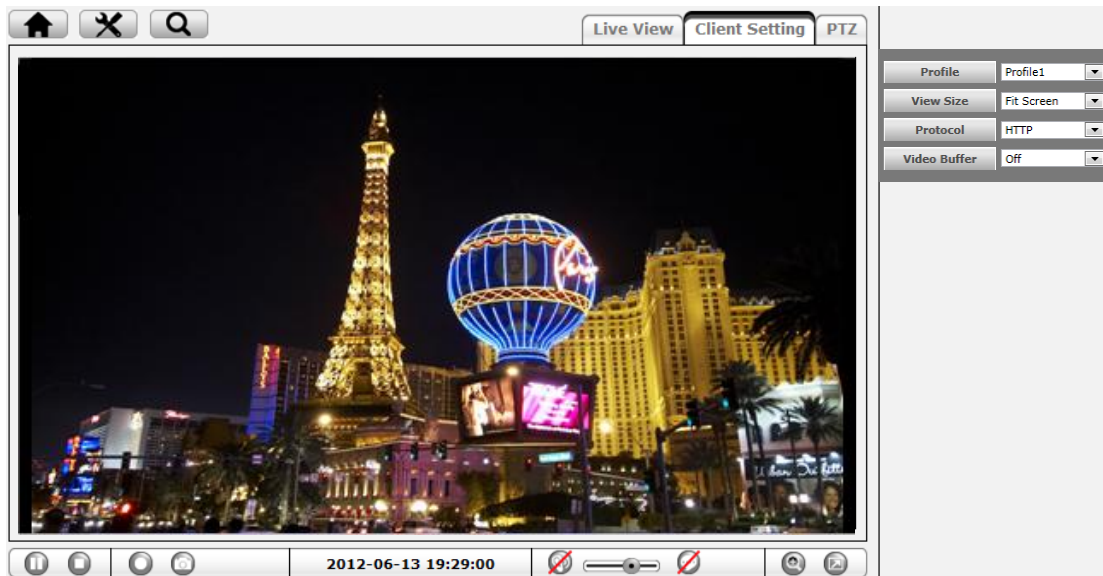 Live View
Client Setting
PTZ
Profile
Profile1
View Size
Fit Screen
Protocol
HTTP
Video Buffer
Off
Paris
2012-06-13 19:29:00